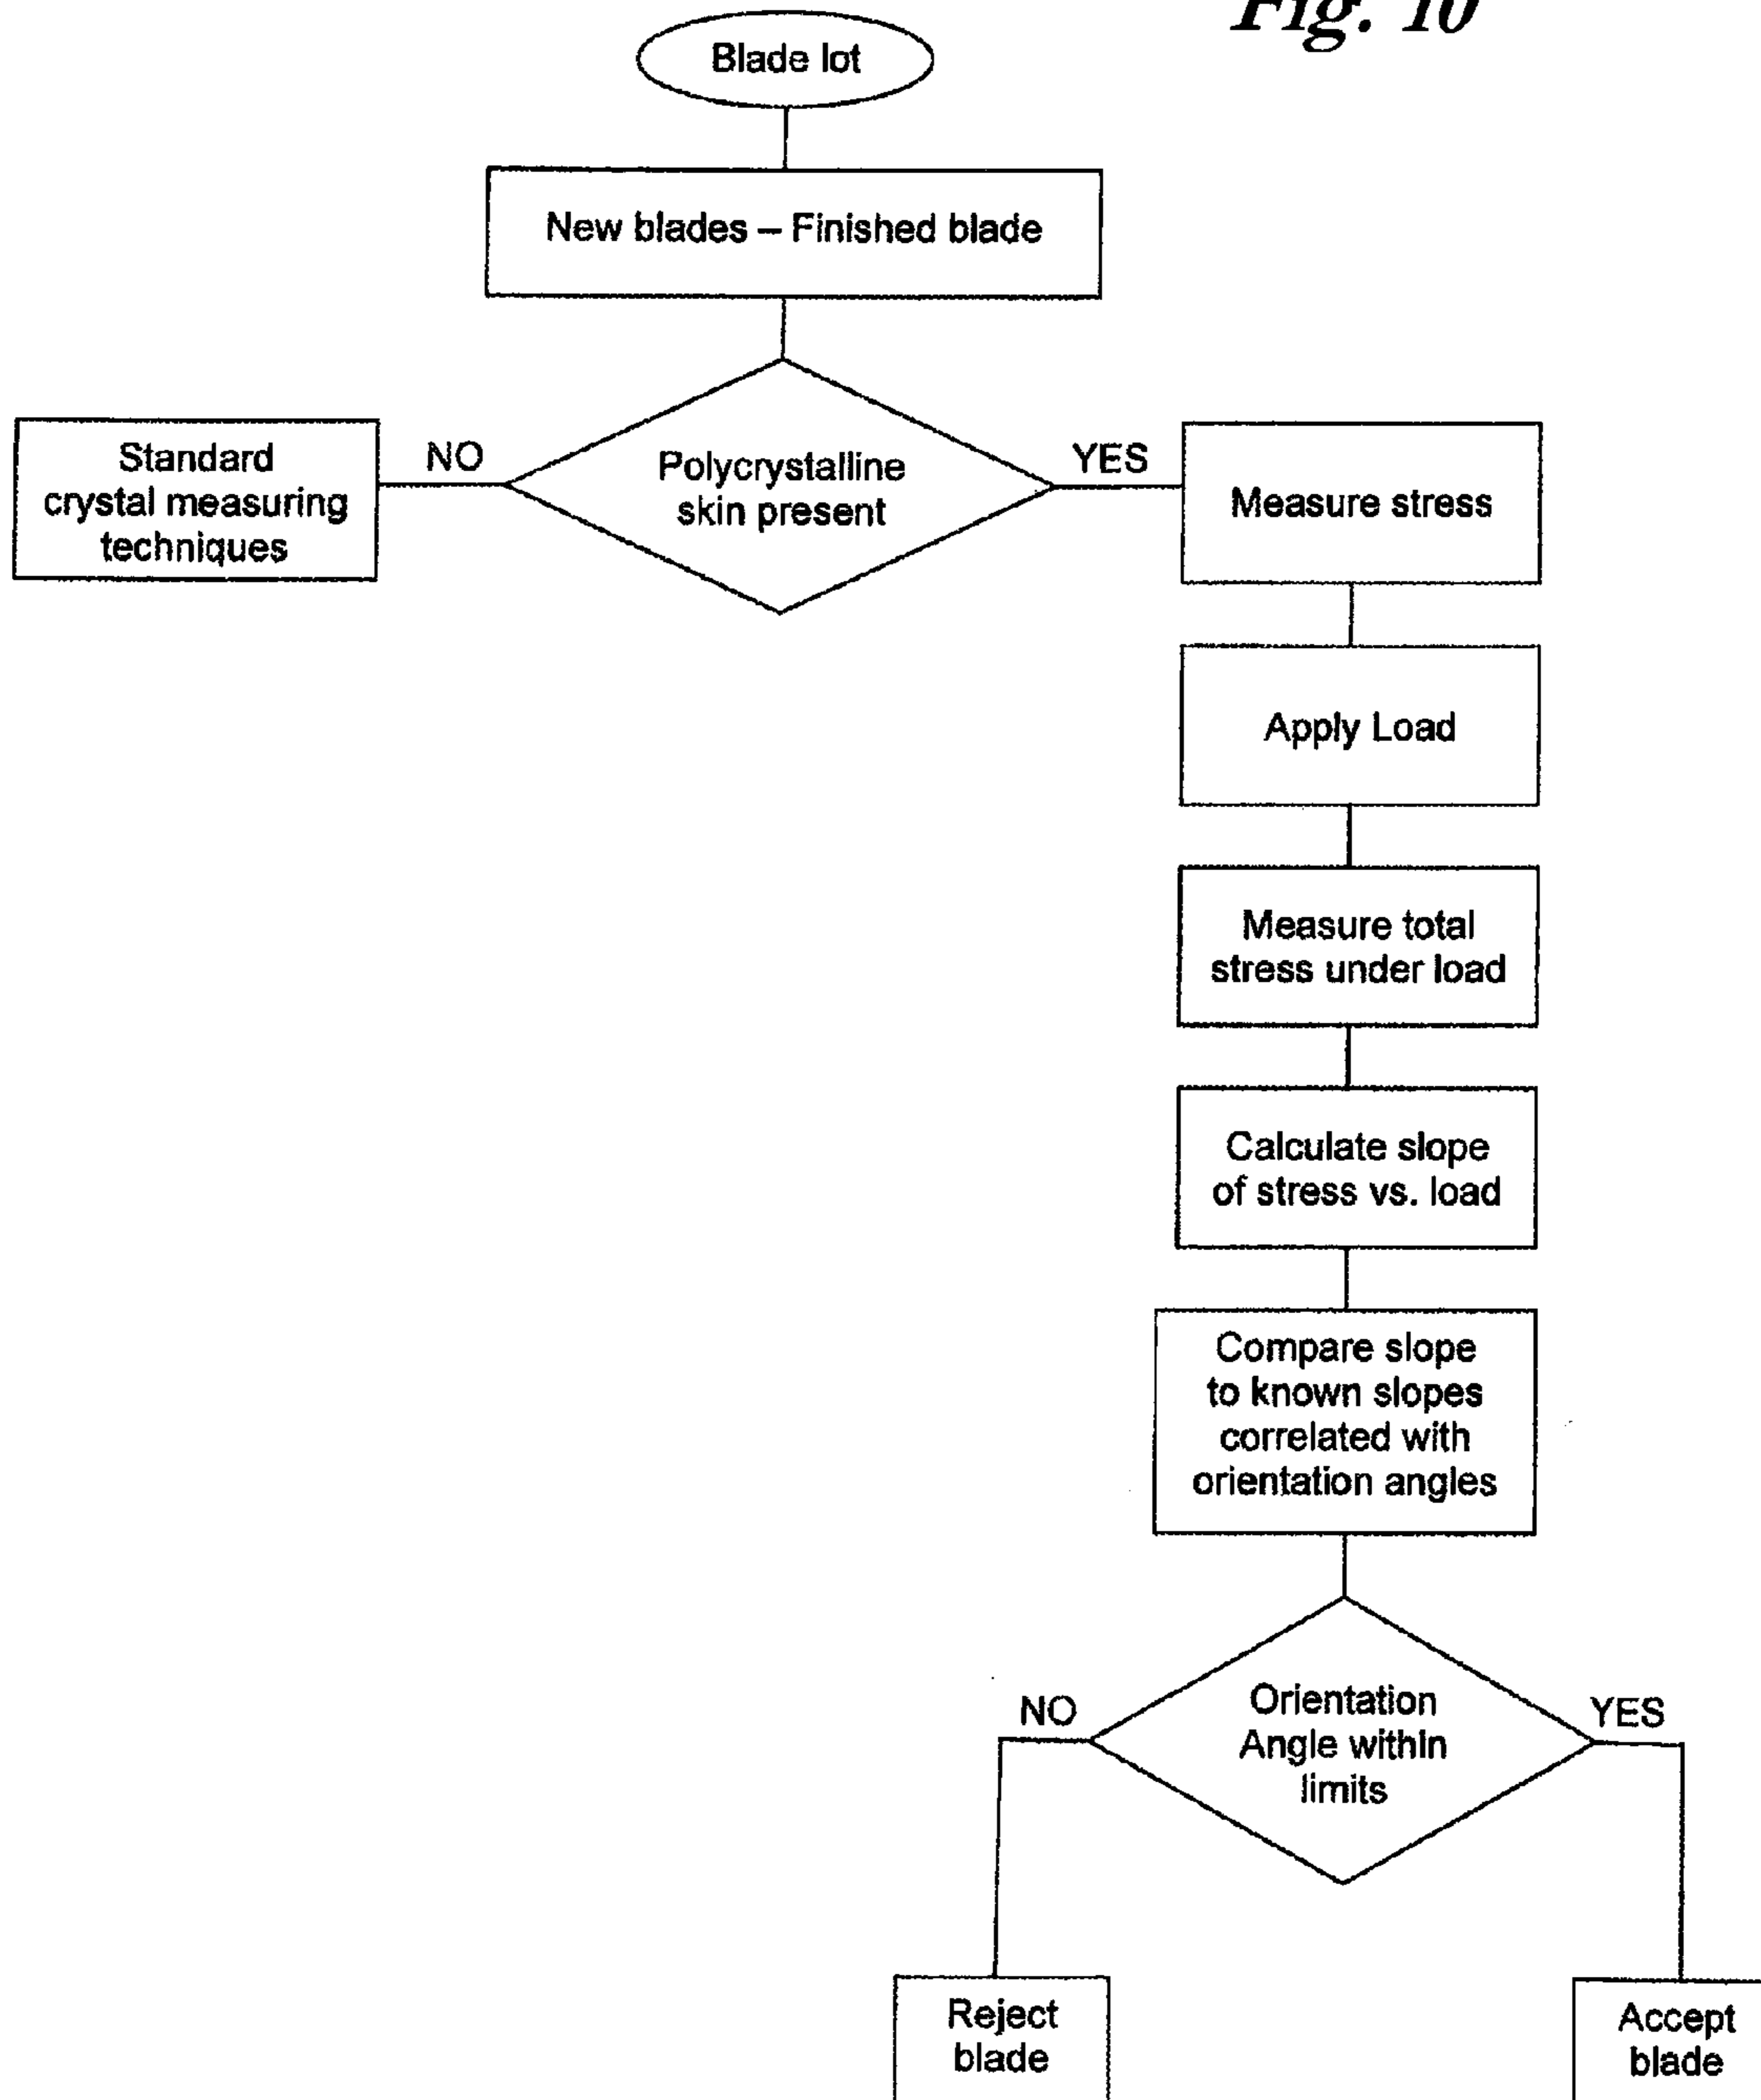 Fig. 10
Blade lot
New blades – Finished blade
Standard
crystal measuring
techniques
NO
Polycrystalline
skin present
YES
Measure stress
Apply Load
Measure total
stress under load
Calculate slope
of stress vs. load
Compare slope
to known slopes
correlated with
orientation angles
NO
Orientation
Angle within
limits
YES
Reject
blade
Accept
blade